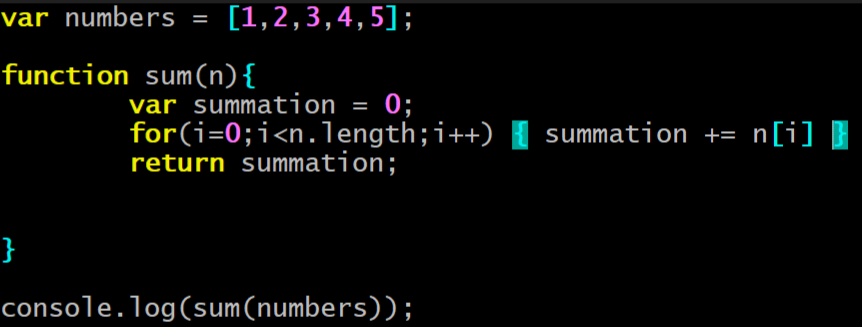 var numbers = [1,2,3,4,5];
function sum(n){
var summation = 0;
for(i=0;i<n.length;i++) { summation += n[i] }
return summation;
}
console.log(sum(numbers));